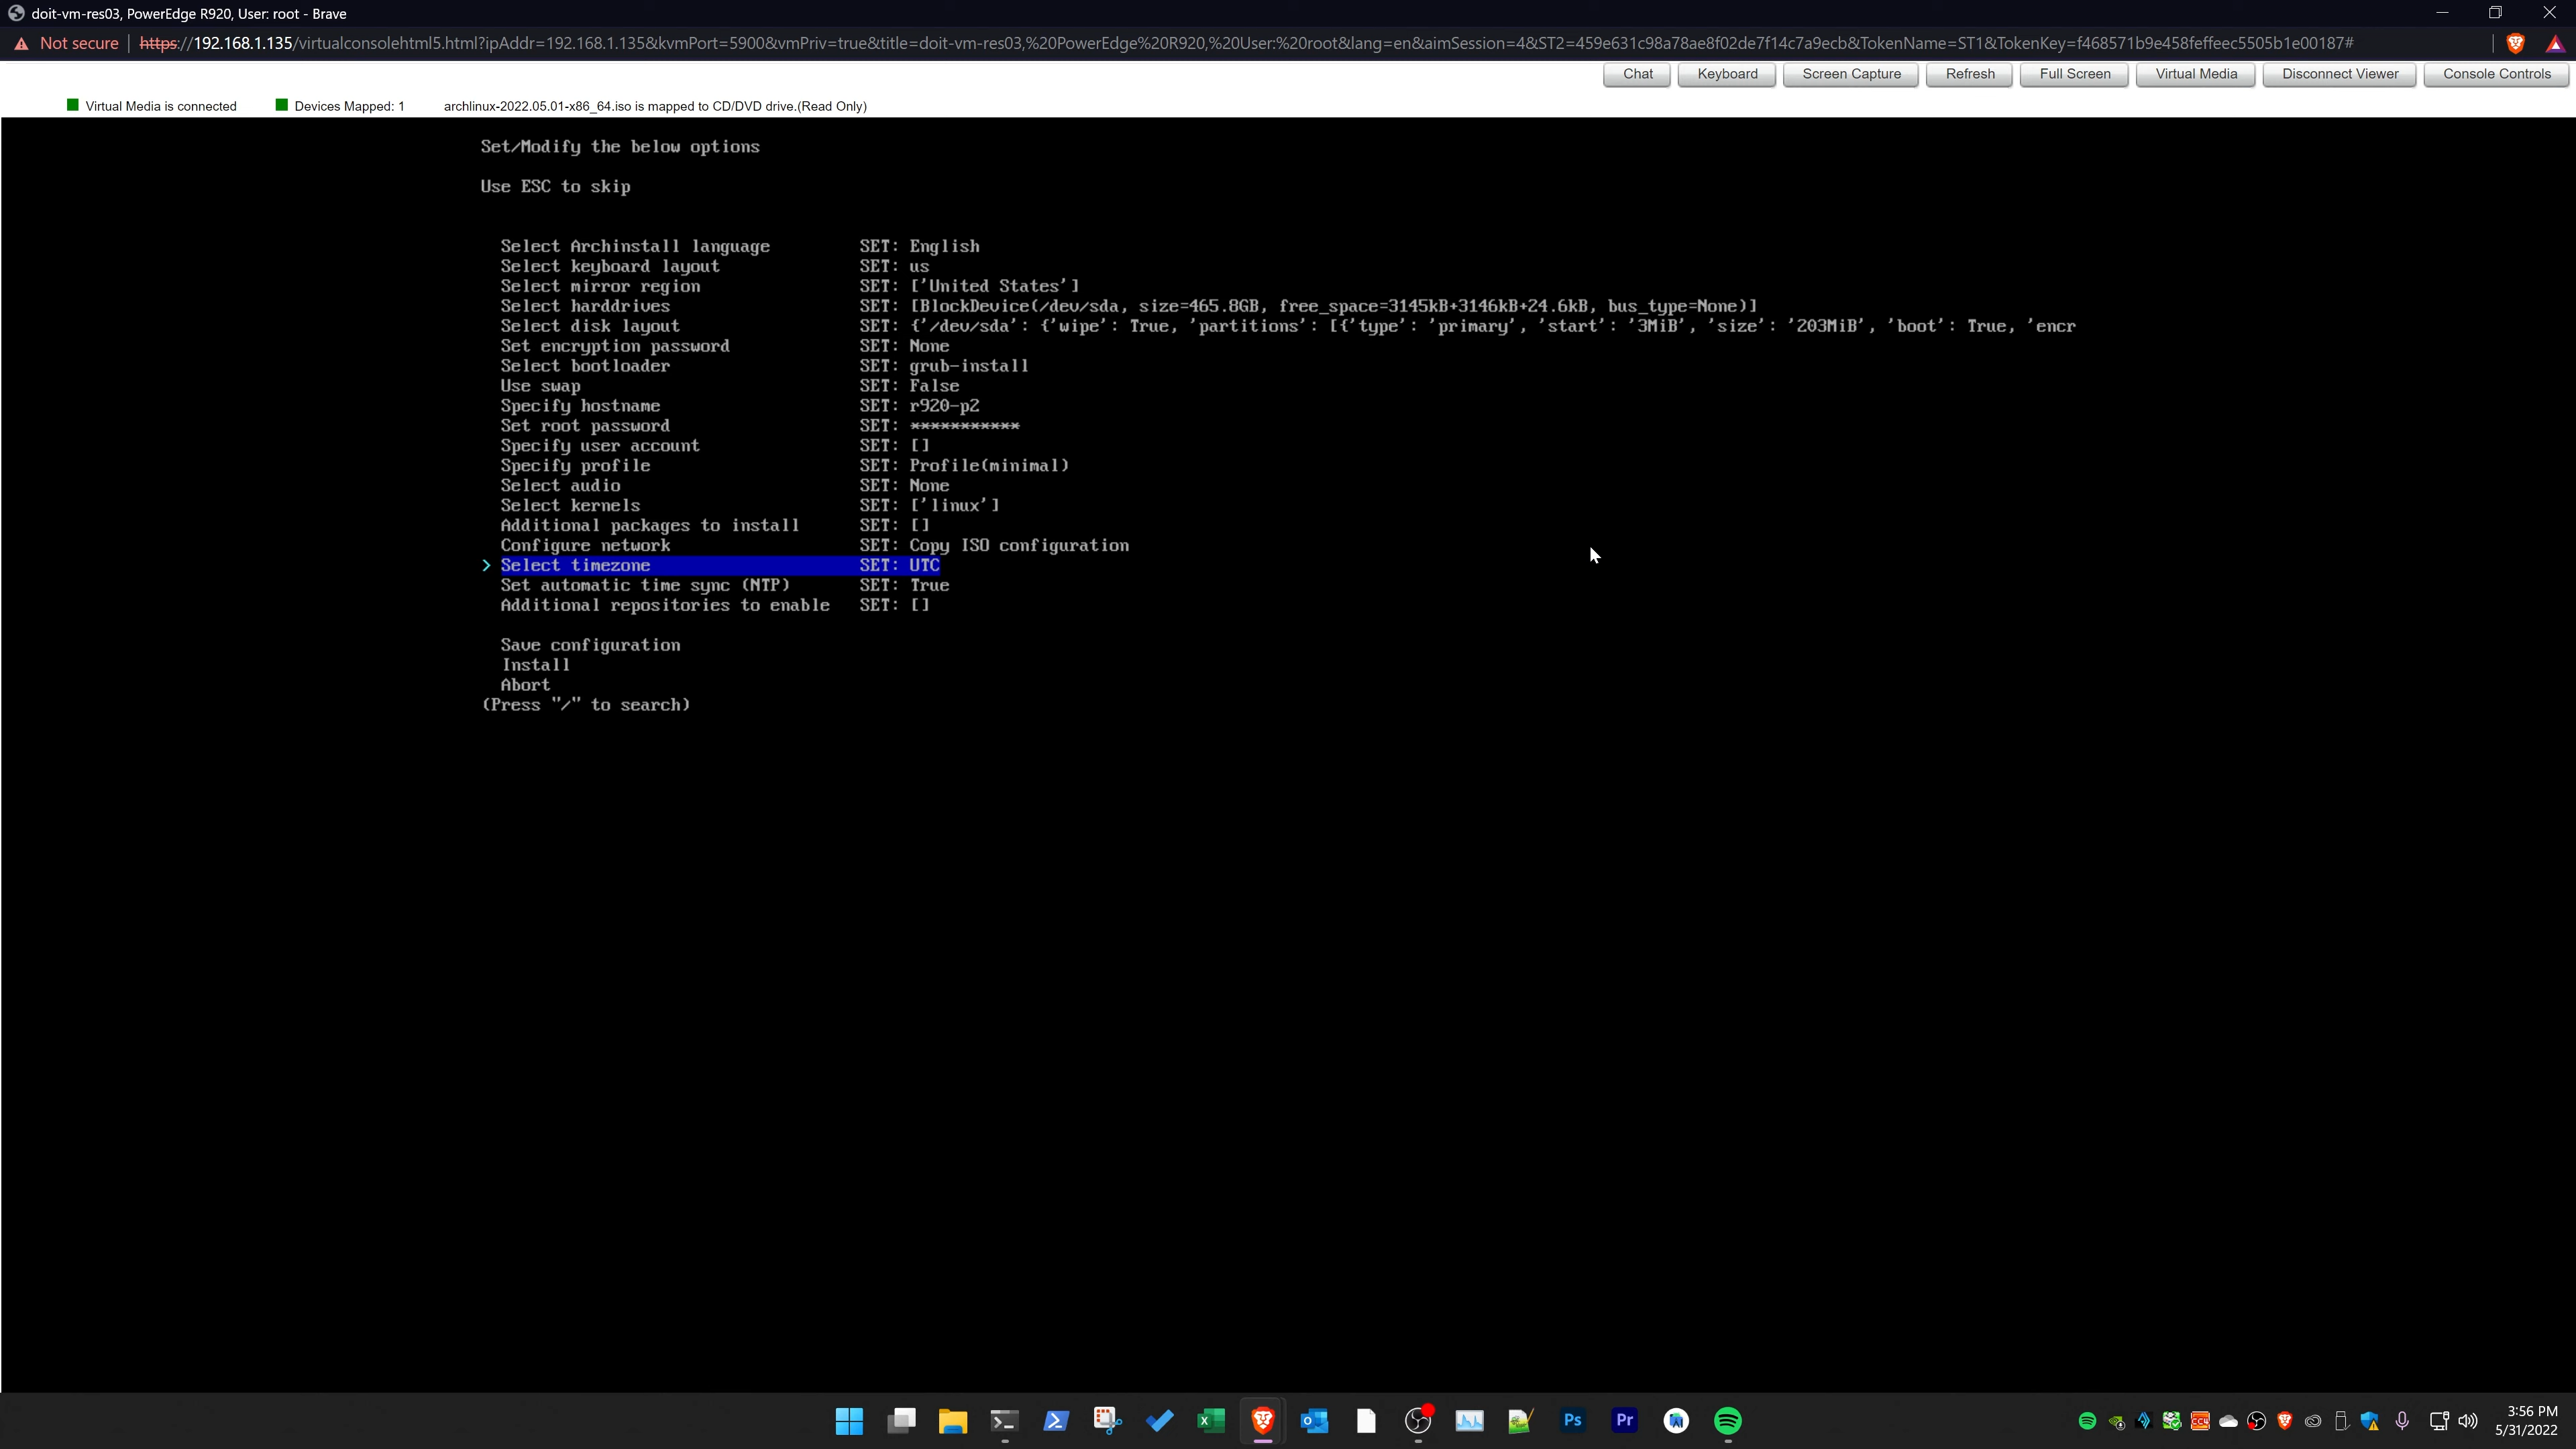 doit-vm-res03, PowerEdge R920, User: root - Brave
Not secure https://192.168.1.135/virtualconsolehtml5.html?ipAddr=192.168.1.135&kvmPort=5900&vmPriv=true&title=doit-vm-res03,%20PowerEdge%20R920,%20User:%20root&lang=en&aimSession=4&ST2=459e631c98a78ae8f02de7f14c7a9ecb&TokenName=ST1&TokenKey=f468571b9e458feffeec5505b1e00187#
Chat Keyboard Screen Capture Refresh Full Screen Virtual Media Disconnect Viewer Console Controls
Virtual Media is connected Devices Mapped: 1 archlinux-2022.05.01-x86_64.iso is mapped to CD/DVD drive.(Read Only)
Set/Modify the below options
Use ESC to skip
Select Archinstall language SET: English
Select keyboard layout SET: us
Select mirror region SET: ['United States']
Select harddrives SET: [BlockDevice(/dev/sda, size=465.8GB, free_space=3145kB+3146kB+24.6kB, bus_type=None)]
Select disk layout SET: {'/dev/sda': {'wipe': True, 'partitions': [{'type': 'primary', 'start': '3MiB', 'size': '203MiB', 'boot': True, 'encr
Set encryption password SET: None
Select bootloader SET: grub-install
Use swap SET: False
Specify hostname SET: r920-p2
Set root password SET: ***********
Specify user account SET: []
Specify profile SET: Profile(minimal)
Select audio SET: None
Select kernels SET: ['linux']
Additional packages to install SET: []
Configure network SET: Copy ISO configuration
> Select timezone SET: UTC
Set automatic time sync (NTP) SET: True
Additional repositories to enable SET: []
Save configuration
Install
Abort
(Press "/" to search)
Ps Pr
3:56 PM
5/31/2022